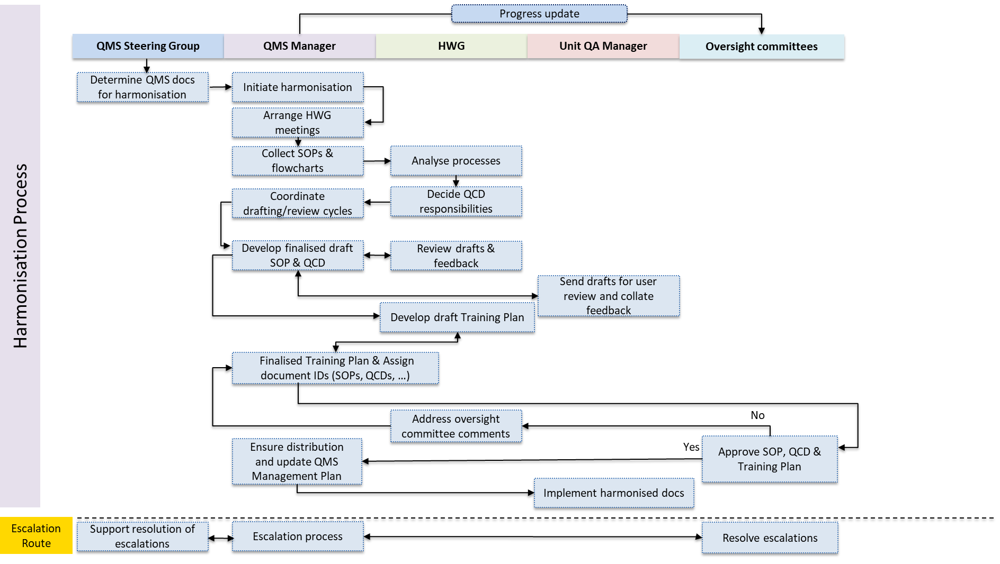 Progress update
QMS Steering Group
QMS Manager
HWG
Unit QA Manager
Oversight committees
Harmonisation Process
Determine QMS docs
for harmonisation
Initiate harmonisation
Arrange HWG
meetings
Collect SOPs &
flowcharts
Analyse processes
Decide QCD
responsibilities
Coordinate
drafting/review cycles
Develop finalised draft
SOP & QCD
Review drafts &
feedback
Send drafts for user
review and collate
feedback
Develop draft Training Plan
Finalised Training Plan & Assign
document IDs (SOPs, QCDs, ...)
No
Address oversight
committee comments
Yes
Approve SOP, QCD &
Training Plan
Ensure distribution
and update QMS
Management Plan
Implement harmonised docs
Escalation
Route
Support resolution of
escalations
Escalation process
Resolve escalations